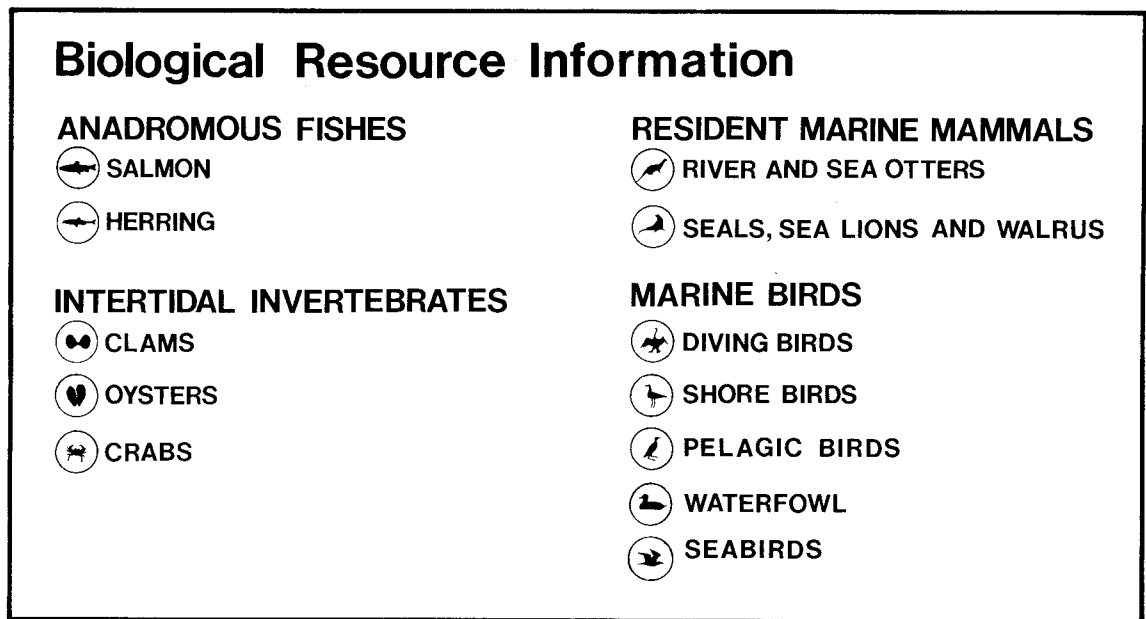 Biological Resource Information
ANADROMOUS FISHES
SALMON
HERRING
INTERTIDAL INVERTEBRATES
CLAMS
OYSTERS
CRABS
RESIDENT MARINE MAMMALS
RIVER AND SEA OTTERS
SEALS, SEA LIONS AND WALRUS
MARINE BIRDS
DIVING BIRDS
SHORE BIRDS
PELAGIC BIRDS
WATERFOWL
SEABIRDS